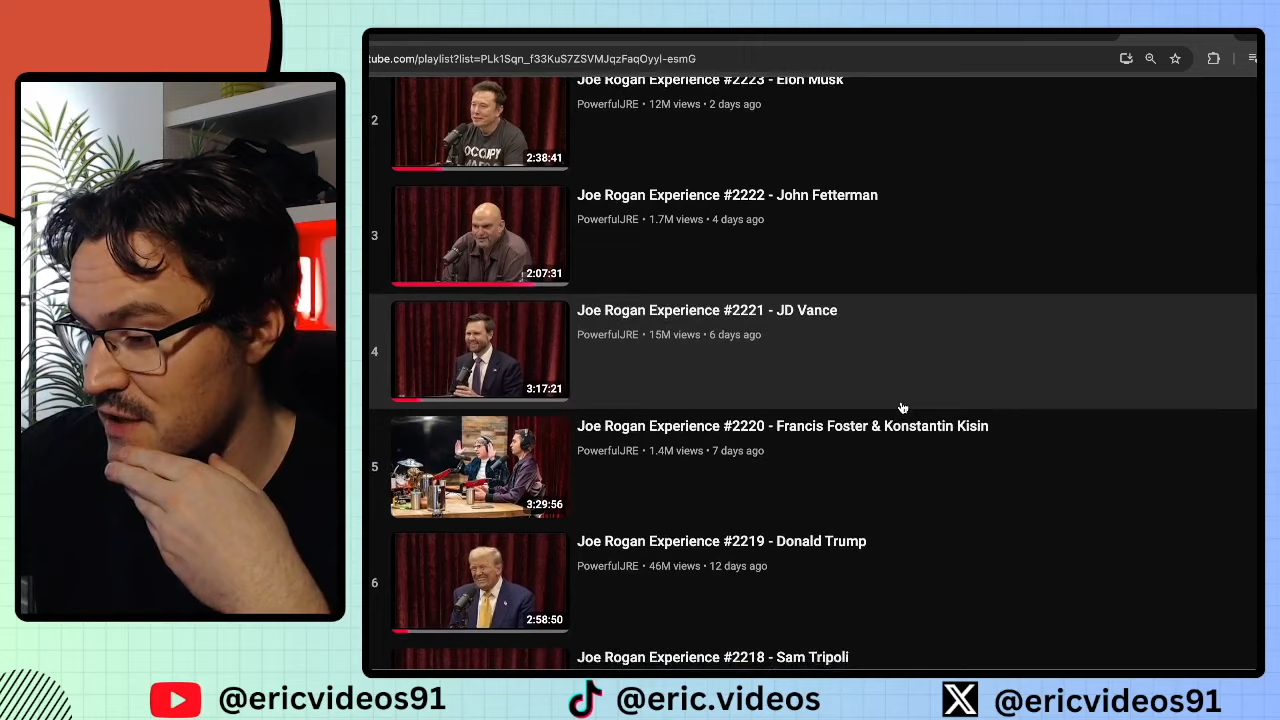 tube.com/playlist?list=PLk1Sqn_f33KuS7ZSVMJqzFaqOyyl-esmG
Joe Rogan Experience #2223 - Elon Musk
PowerfulJRE • 12M views • 2 days ago
2
OCCUPY
2:38:41
Joe Rogan Experience #2222 - John Fetterman
PowerfulJRE • 1.7M views • 4 days ago
3
2:07:31
Joe Rogan Experience #2221 - JD Vance
PowerfulJRE • 15M views • 6 days ago
4
3:17:21
Joe Rogan Experience #2220 - Francis Foster & Konstantin Kisin
PowerfulJRE • 1.4M views • 7 days ago
5
3:29:56
Joe Rogan Experience #2219 - Donald Trump
PowerfulJRE • 46M views • 12 days ago
6
2:58:50
Joe Rogan Experience #2218 - Sam Tripoli
@ericvideos91 @eric.videos @ericvideos91